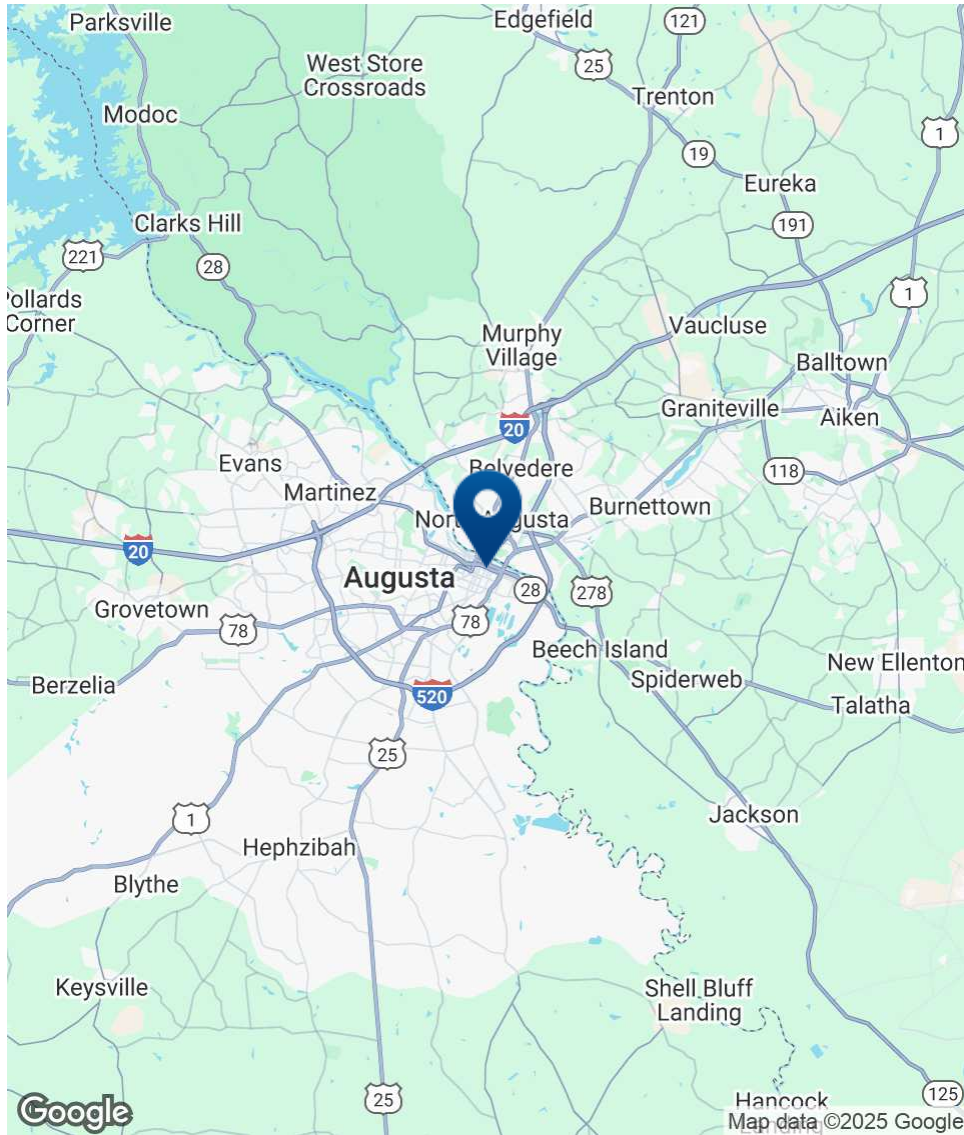 Parksville
Edgefield
121
West Store
Crossroads
25
Trenton
Modoc
1
19
Eureka
Clarks Hill
191
221
28
1
Pollards
Corner
Murphy
Village
Vaucluse
Balltown
Graniteville
Aiken
20
Evans
Belvedere
118
Martinez
Burnettown
North Augusta
20
Augusta
28
278
Grovetown
78
78
Beech Island
New Ellenton
Berzelia
Spiderweb
520
Talatha
25
Jackson
1
Hephzibah
Blythe
Keysville
Shell Bluff
Landing
25
125
Hancock
Landing
Google
Map data ©2025 Google